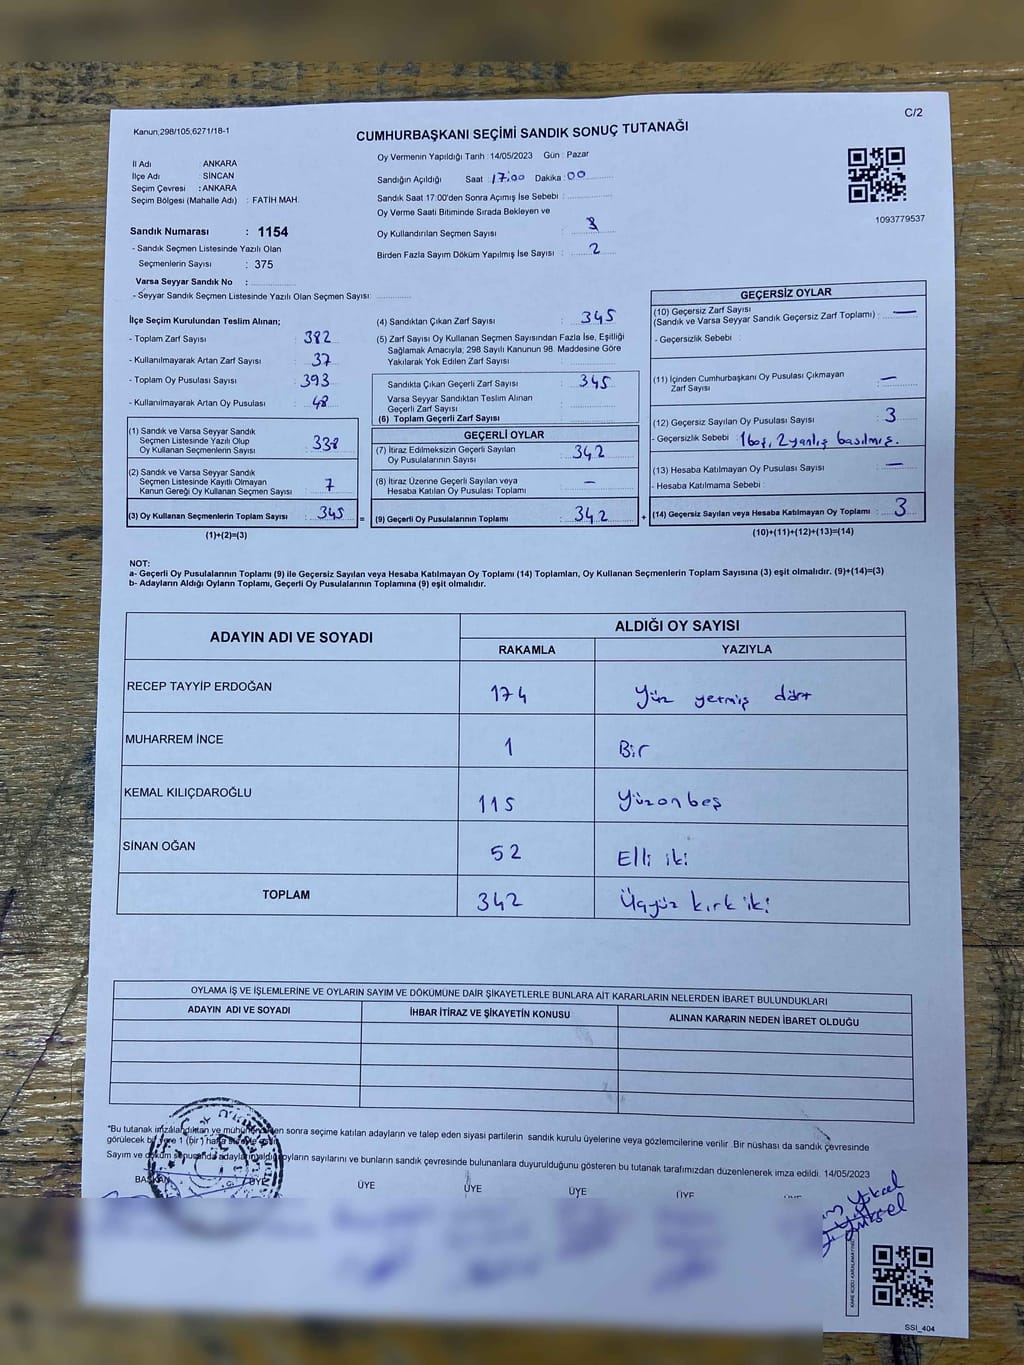 Kanun,298/105,6271/18-1
C/2
CUMHURBAŞKANI SEÇİMİ SANDIK SONUÇ TUTANAĞI
İl Adı : ANKARA
İlçe Adı : SİNCAN
Seçim Çevresi : ANKARA
Seçim Bölgesi (Mahalle Adı) : FATİH MAH.
Oy Vermenin Yapıldığı Tarih : 14/05/2023 Gün : Pazar
Sandığın Açıldığı Saat : 17:00 Dakika : 00
Sandık Saat 17:00'den Sonra Açımış İse Sebebi :
Oy Verme Saati Bitiminde Sırada Bekleyen ve
Oy Kullandırılan Seçmen Sayısı :
Birden Fazla Sayım Döküm Yapılmış İse Sayısı : 2
1093779537
Sandık Numarası : 1154
- Sandık Seçmen Listesinde Yazılı Olan
Seçmenlerin Sayısı : 375
Varsa Seyyar Sandık No :
- Seyyar Sandık Seçmen Listesinde Yazılı Olan Seçmen Sayısı:
İlçe Seçim Kurulundan Teslim Alınan;
- Toplam Zarf Sayısı : 382
- Kullanılmayarak Artan Zarf Sayısı : 37
- Toplam Oy Pusulası Sayısı : 393
- Kullanılmayarak Artan Oy Pusulası : 48
(1) Sandık ve Varsa Seyyar Sandık
Seçmen Listesinde Yazılı Olup
Oy Kullanan Seçmenlerin Sayısı : 338
(2) Sandık ve Varsa Seyyar Sandık
Seçmen Listesinde Kayıtlı Olmayan
Kanun Gereği Oy Kullanan Seçmen Sayısı : 7
(3) Oy Kullanan Seçmenlerin Toplam Sayısı : 345 =
(1)+(2)=(3)
(4) Sandıktan Çıkan Zarf Sayısı : 345
(5) Zarf Sayısı Oy Kullanan Seçmen Sayısından Fazla İse, Eşitliği
Sağlamak Amacıyla, 298 Sayılı Kanunun 98. Maddesine Göre
Yakılarak Yok Edilen Zarf Sayısı :
Sandıkta Çıkan Geçerli Zarf Sayısı : 345
Varsa Seyyar Sandıktan Teslim Alınan
Geçerli Zarf Sayısı :
(6) Toplam Geçerli Zarf Sayısı :
GEÇERLİ OYLAR
(7) İtiraz Edilmeksizin Geçerli Sayılan
Oy Pusulalarının Sayısı : 342
(8) İtiraz Üzerine Geçerli Sayılan veya
Hesaba Katılan Oy Pusulası Toplamı : —
(9) Geçerli Oy Pusulalarının Toplamı : 342 +
GEÇERSİZ OYLAR
(10) Geçersiz Zarf Sayısı
(Sandık ve Varsa Seyyar Sandık Geçersiz Zarf Toplamı) : —
- Geçersizlik Sebebi :
(11) İçinden Cumhurbaşkanı Oy Pusulası Çıkmayan
Zarf Sayısı : —
(12) Geçersiz Sayılan Oy Pusulası Sayısı : 3
- Geçersizlik Sebebi : 1 boş, 2 yanlış basılmış.
(13) Hesaba Katılmayan Oy Pusulası Sayısı : —
- Hesaba Katılmama Sebebi :
(14) Geçersiz Sayılan veya Hesaba Katılmayan Oy Toplamı : 3
(10)+(11)+(12)+(13)=(14)
NOT:
a- Geçerli Oy Pusulalarının Toplamı (9) ile Geçersiz Sayılan veya Hesaba Katılmayan Oy Toplamı (14) Toplamları, Oy Kullanan Seçmenlerin Toplam Sayısına (3) eşit olmalıdır. (9)+(14)=(3)
b- Adayların Aldığı Oyların Toplamı, Geçerli Oy Pusulalarının Toplamına (9) eşit olmalıdır.
ADAYIN ADI VE SOYADI
ALDIĞI OY SAYISI
RAKAMLA YAZIYLA
RECEP TAYYİP ERDOĞAN 174 Yüz yetmiş dört
MUHARREM İNCE 1 Bir
KEMAL KILIÇDAROĞLU 115 Yüzonbeş
SİNAN OĞAN 52 Elli iki
TOPLAM 342 Üçyüz kırk iki
OYLAMA İŞ VE İŞLEMLERİNE VE OYLARIN SAYIM VE DÖKÜMÜNE DAİR ŞİKAYETLERLE BUNLARA AİT KARARLARIN NELERDEN İBARET BULUNDUKLARI
ADAYIN ADI VE SOYADI İHBAR İTİRAZ VE ŞİKAYETİN KONUSU ALINAN KARARIN NEDEN İBARET OLDUĞU
"Bu tutanak imzalandıktan ve sonra seçime katılan adayların ve talep eden siyasi partilerin sandık kurulu üyelerine veya gözlemcilerine verilir .Bir nüshası da sandık çevresinde
görülecek bir yere 1 (bir) hafta
Sayım ve döküm sonucunda oyların sayılarını ve bunların sandık çevresinde bulunanlara duyurulduğunu gösteren bu tutanak tarafımızdan düzenlenerek imza edildi. 14/05/2023
BAŞKAN ÜYE ÜYE ÜYE ÜYE ÜYE
Yüksel
Yüksel
SSI_404